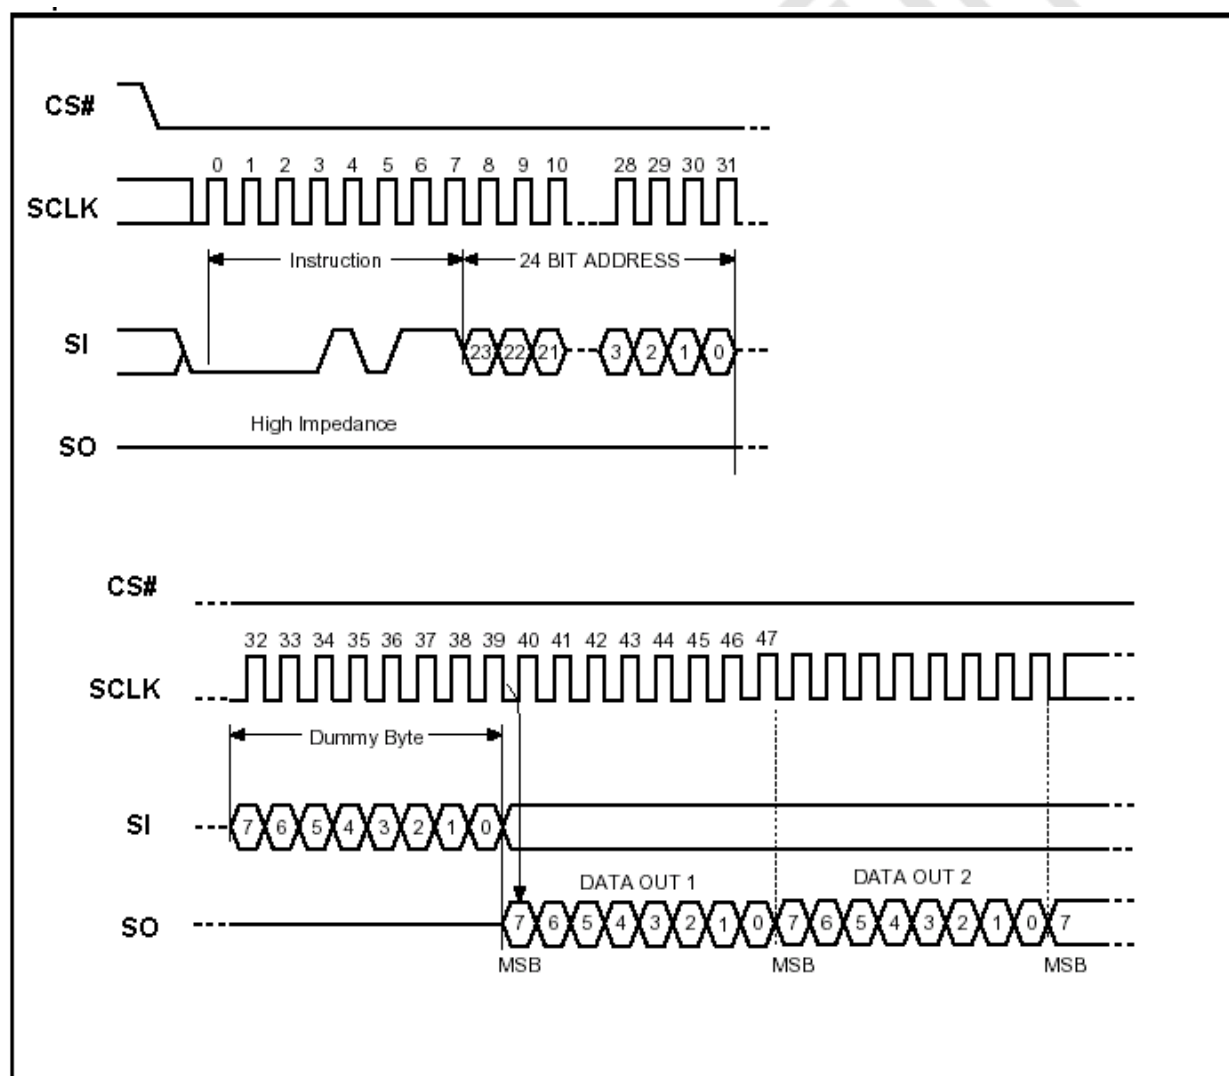 CS#
0 1 2 3 4 5 6 7 8 9 10 28 29 30 31
SCLK
Instruction 24 BIT ADDRESS
SI
23 22 21 3 2 1 0
High Impedance
SO
CS#
32 33 34 35 36 37 38 39 40 41 42 43 44 45 46 47
SCLK
Dummy Byte
SI
7 6 5 4 3 2 1 0
DATA OUT 1 DATA OUT 2
SO
7 6 5 4 3 2 1 0 7 6 5 4 3 2 1 0 7
MSB MSB MSB